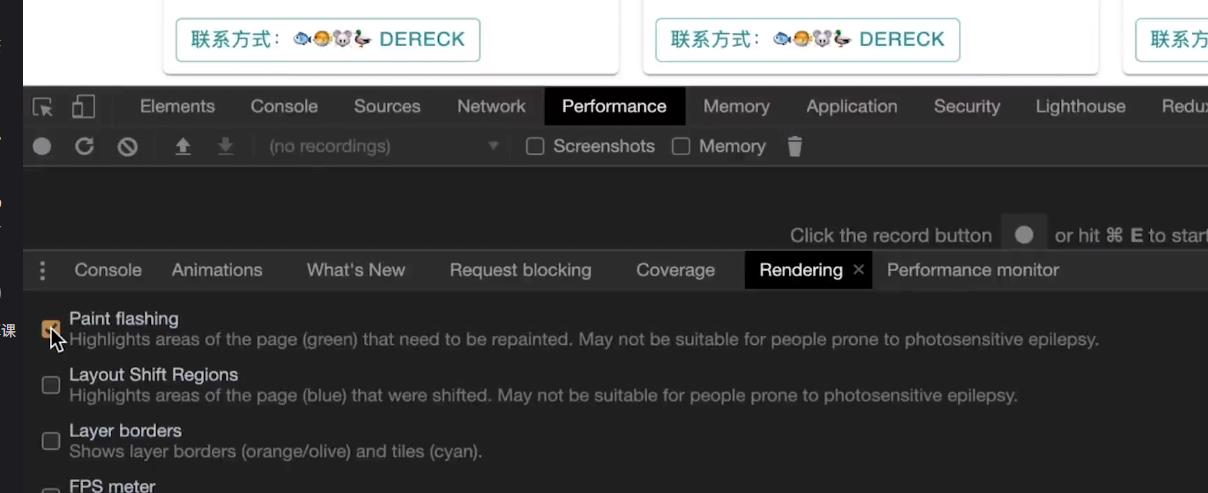 联系方式：🐟🐡🐭🦆 DERECK
联系方式：🐟🐡🐭🦆 DERECK
联系方
Elements Console Sources Network Performance Memory Application Security Lighthouse Redux
(no recordings) Screenshots Memory
Click the record button or hit ⌘ E to start
Console Animations What's New Request blocking Coverage Rendering × Performance monitor
Paint flashing
Highlights areas of the page (green) that need to be repainted. May not be suitable for people prone to photosensitive epilepsy.
课
Layout Shift Regions
Highlights areas of the page (blue) that were shifted. May not be suitable for people prone to photosensitive epilepsy.
Layer borders
Shows layer borders (orange/olive) and tiles (cyan).
FPS meter